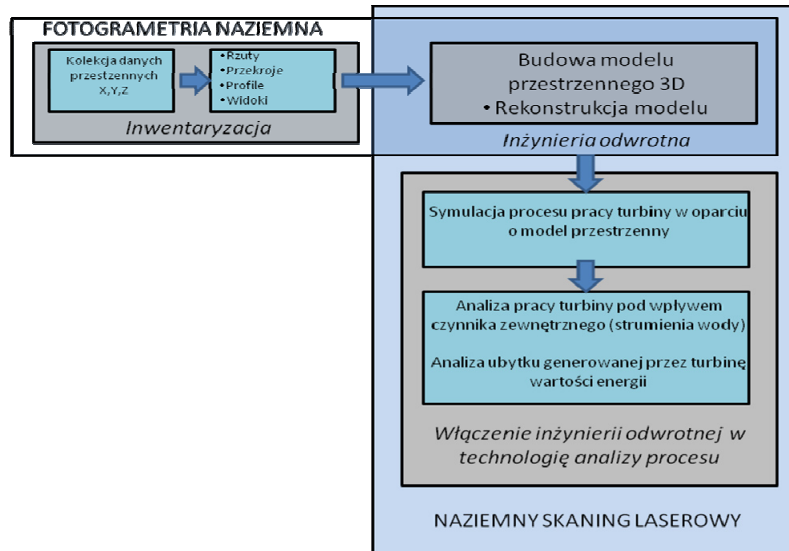 FOTOGRAMETRIA NAZIEMNA
Kolekcja danych
przestzennych
X,Y,Z
•Rzuty
•Przekroje
•Profile
•Widoki
Inwentaryzacja
Budowa modelu
przestrzennego 3D
• Rekonstrukcja modelu
Inżynieria odwrotna
Symulacja procesu pracy turbiny w oparciu
o model przestrzenny
Analiza pracy turbiny pod wpływem
czynnika zewnętrznego (strumienia wody)
Analiza ubytku generowanej przez turbinę
wartości energii
Włączenie inżynierii odwrotnej w
technologię analizy procesu
NAZIEMNY SKANING LASEROWY